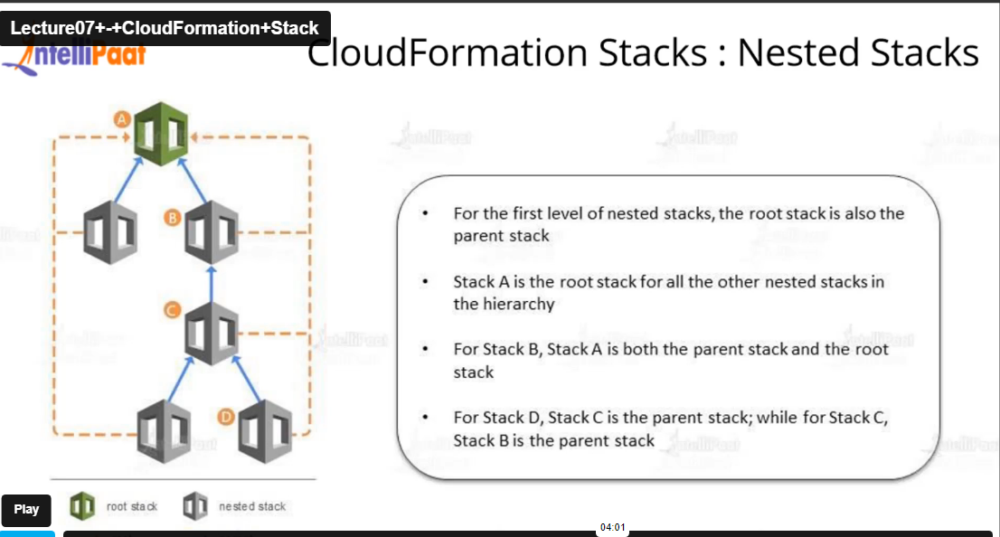 Lecture07+-+CloudFormation+Stack
IntelliPaat
CloudFormation Stacks : Nested Stacks
A
B
C
D
• For the first level of nested stacks, the root stack is also the
parent stack
• Stack A is the root stack for all the other nested stacks in
the hierarchy
• For Stack B, Stack A is both the parent stack and the root
stack
• For Stack D, Stack C is the parent stack; while for Stack C,
Stack B is the parent stack
root stack
nested stack
Play
04:01